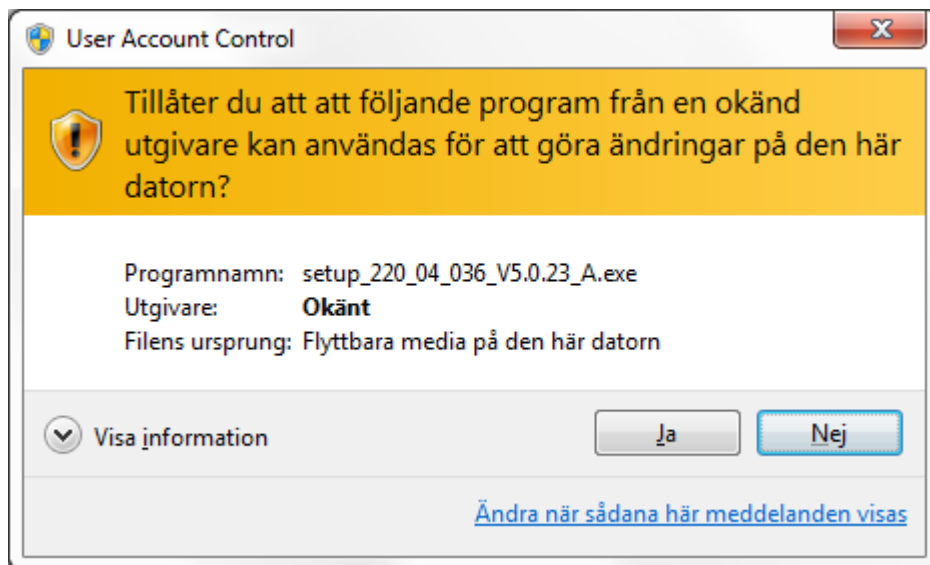 User Account Control
Tillåter du att att följande program från en okänd
utgivare kan användas för att göra ändringar på den här
datorn?
Programnamn: setup_220_04_036_V5.0.23_A.exe
Utgivare: Okänt
Filens ursprung: Flyttbara media på den här datorn
Visa information
Ja
Nej
Ändra när sådana här meddelanden visas